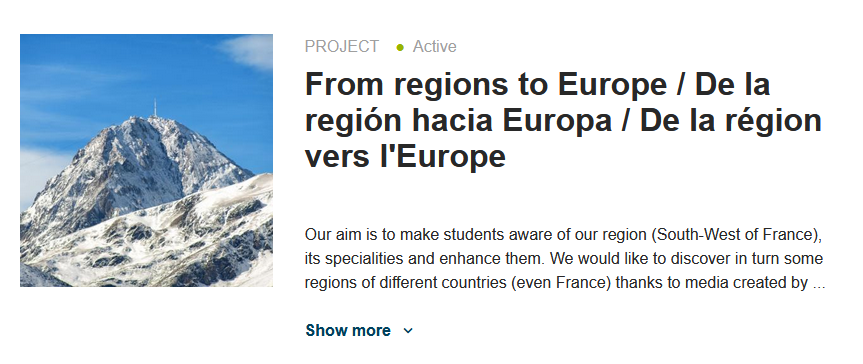 PROJECT ● Active
From regions to Europe / De la
región hacia Europa / De la région
vers l'Europe
Our aim is to make students aware of our region (South-West of France),
its specialities and enhance them. We would like to discover in turn some
regions of different countries (even France) thanks to media created by ...
Show more